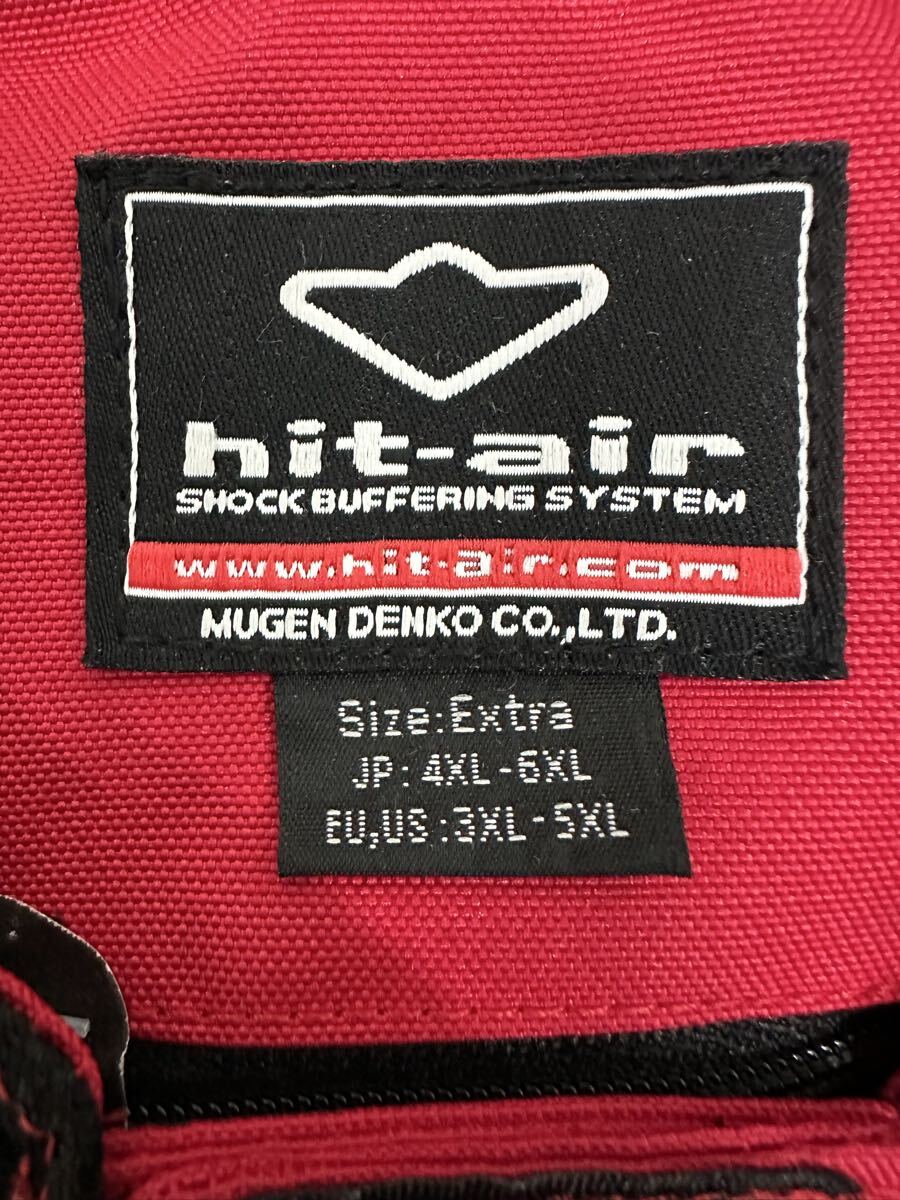 hit-air
SHOCK BUFFERING SYSTEM
www.hit-air.com
MUGEN DENKO CO.,LTD.
Size:Extra
JP: 4XL-6XL
EU,US :3XL-5XL